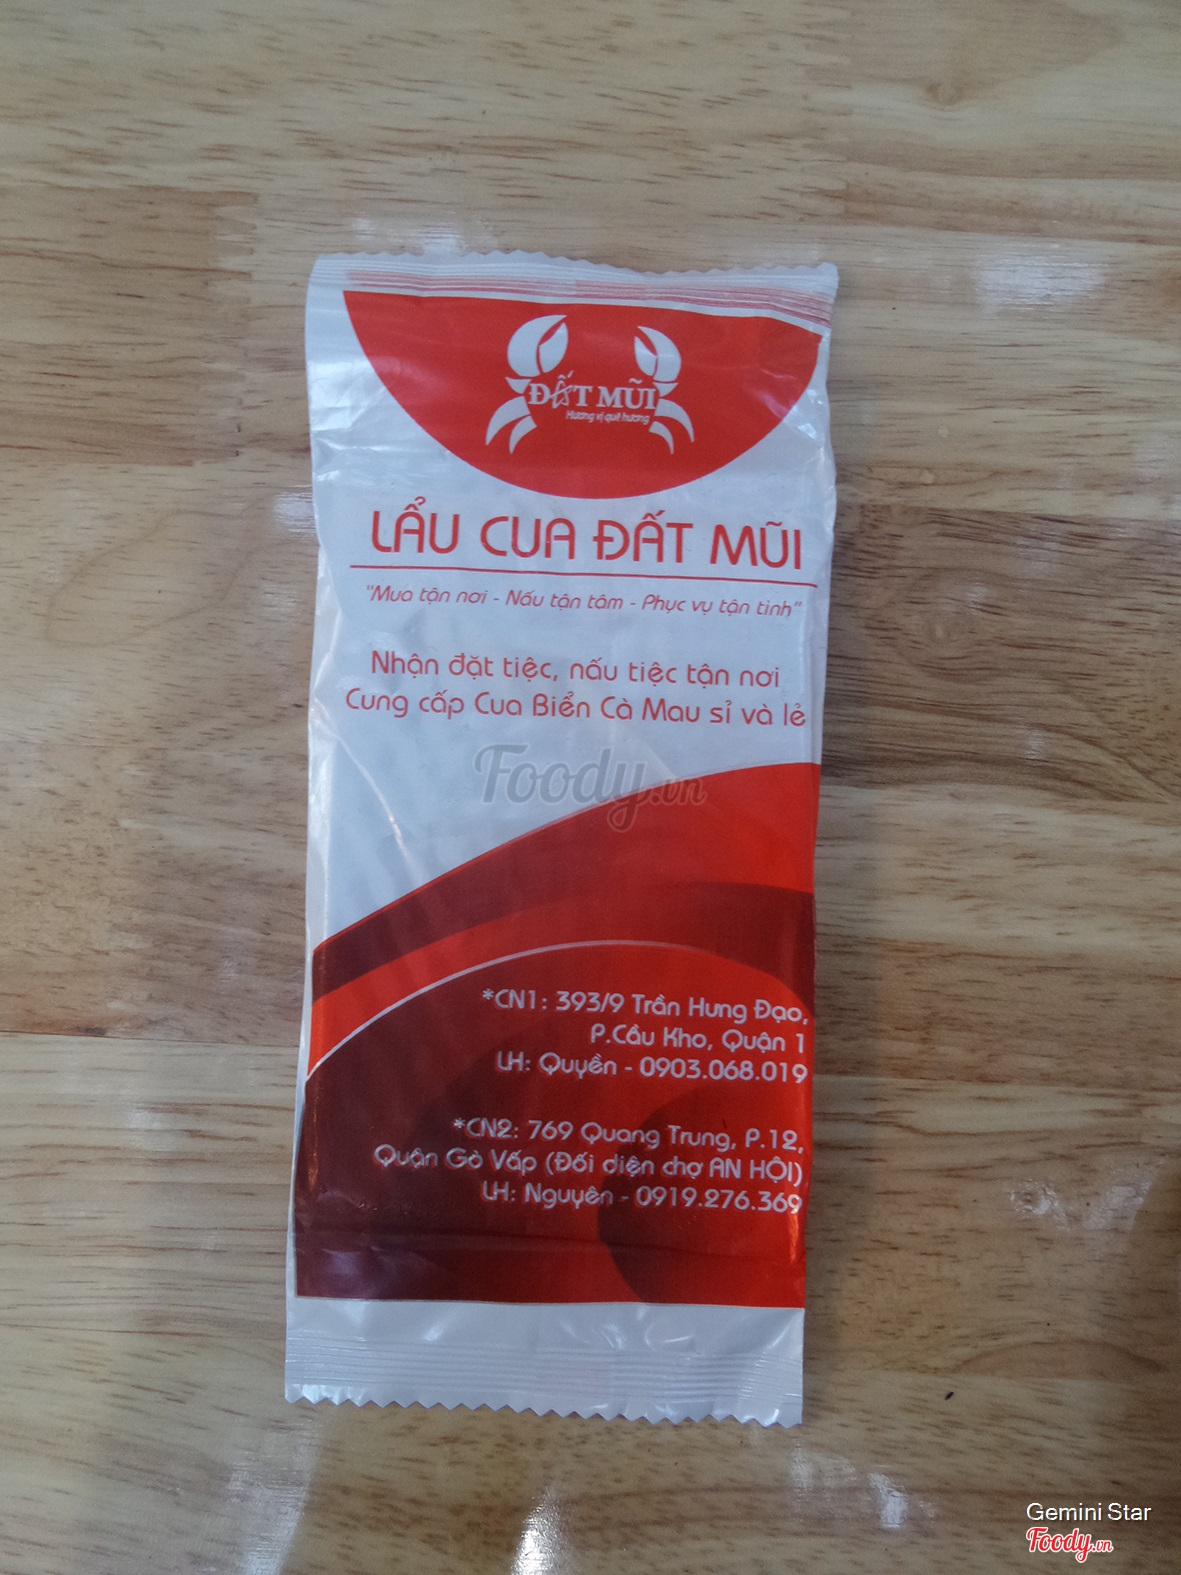 ĐẤT MŨI
Hương vị quê hương
LẨU CUA ĐẤT MŨI
"Mua tận nơi - Nấu tận tâm - Phục vụ tận tình"
Nhận đặt tiệc, nấu tiệc tận nơi
Cung cấp Cua Biển Cà Mau sỉ và lẻ
Foody.vn
*CN1: 393/9 Trần Hưng Đạo,
P.Cầu Kho, Quận 1
LH: Quyền - 0903.068.019
*CN2: 769 Quang Trung, P.12,
Quận Gò Vấp (Đối diện chợ AN HỘI)
LH: Nguyên - 0919.276.369
Gemini Star
Foody.vn